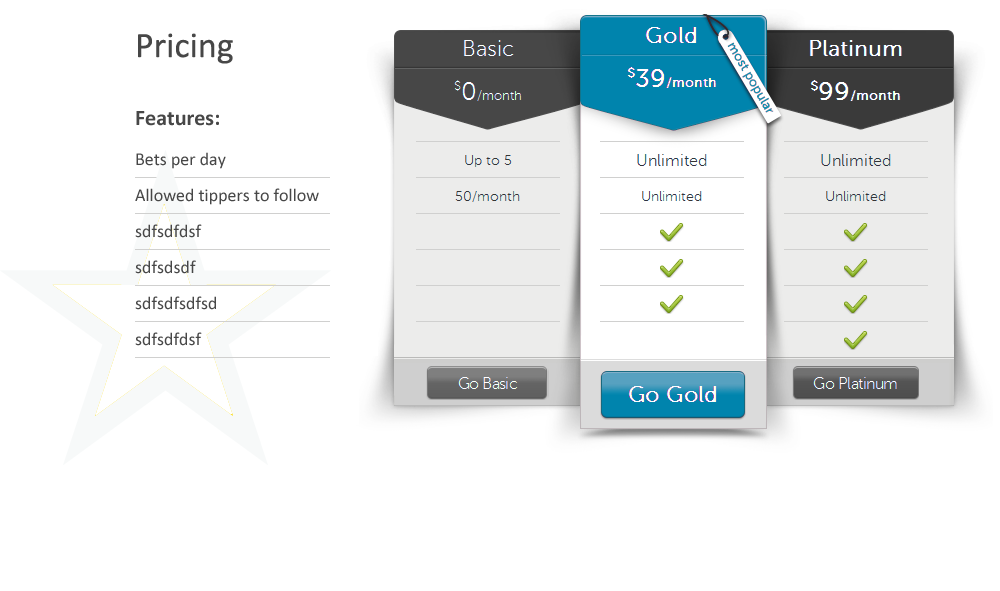 Pricing
Basic
Gold
Platinum
$0/month
$39/month
$99/month
most popular
Features:
Bets per day
Up to 5
Unlimited
Unlimited
Allowed tippers to follow
50/month
Unlimited
Unlimited
sdfsdfdsf
sdfsdsdf
sdfsdfsdfsd
sdfsdfdsf
Go Basic
Go Gold
Go Platinum